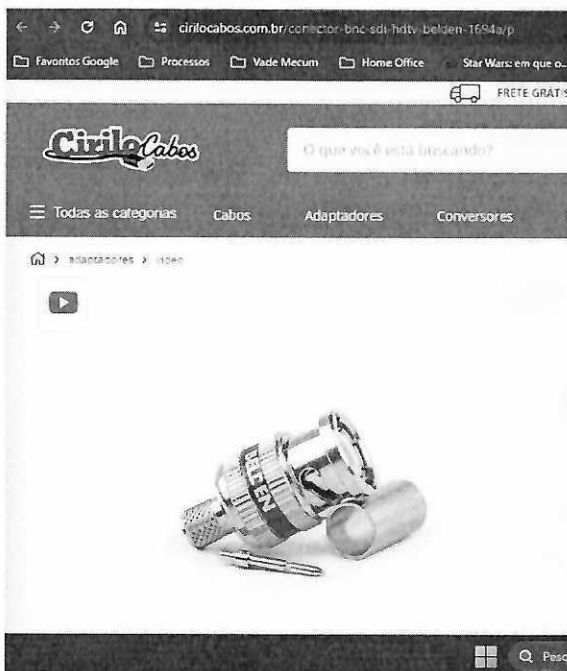 cirilocabos.com.br/conector-bnc-sdi-hdtv-belden-1694a/p
Favoritos Google Processos Vade Mecum Home Office Star Wars: em que o...
FRETE GRÁTIS
CiriloCabos
O que você está buscando?
Todas as categorias Cabos Adaptadores Conversores
> adaptadores > video
BELDEN
Pesq